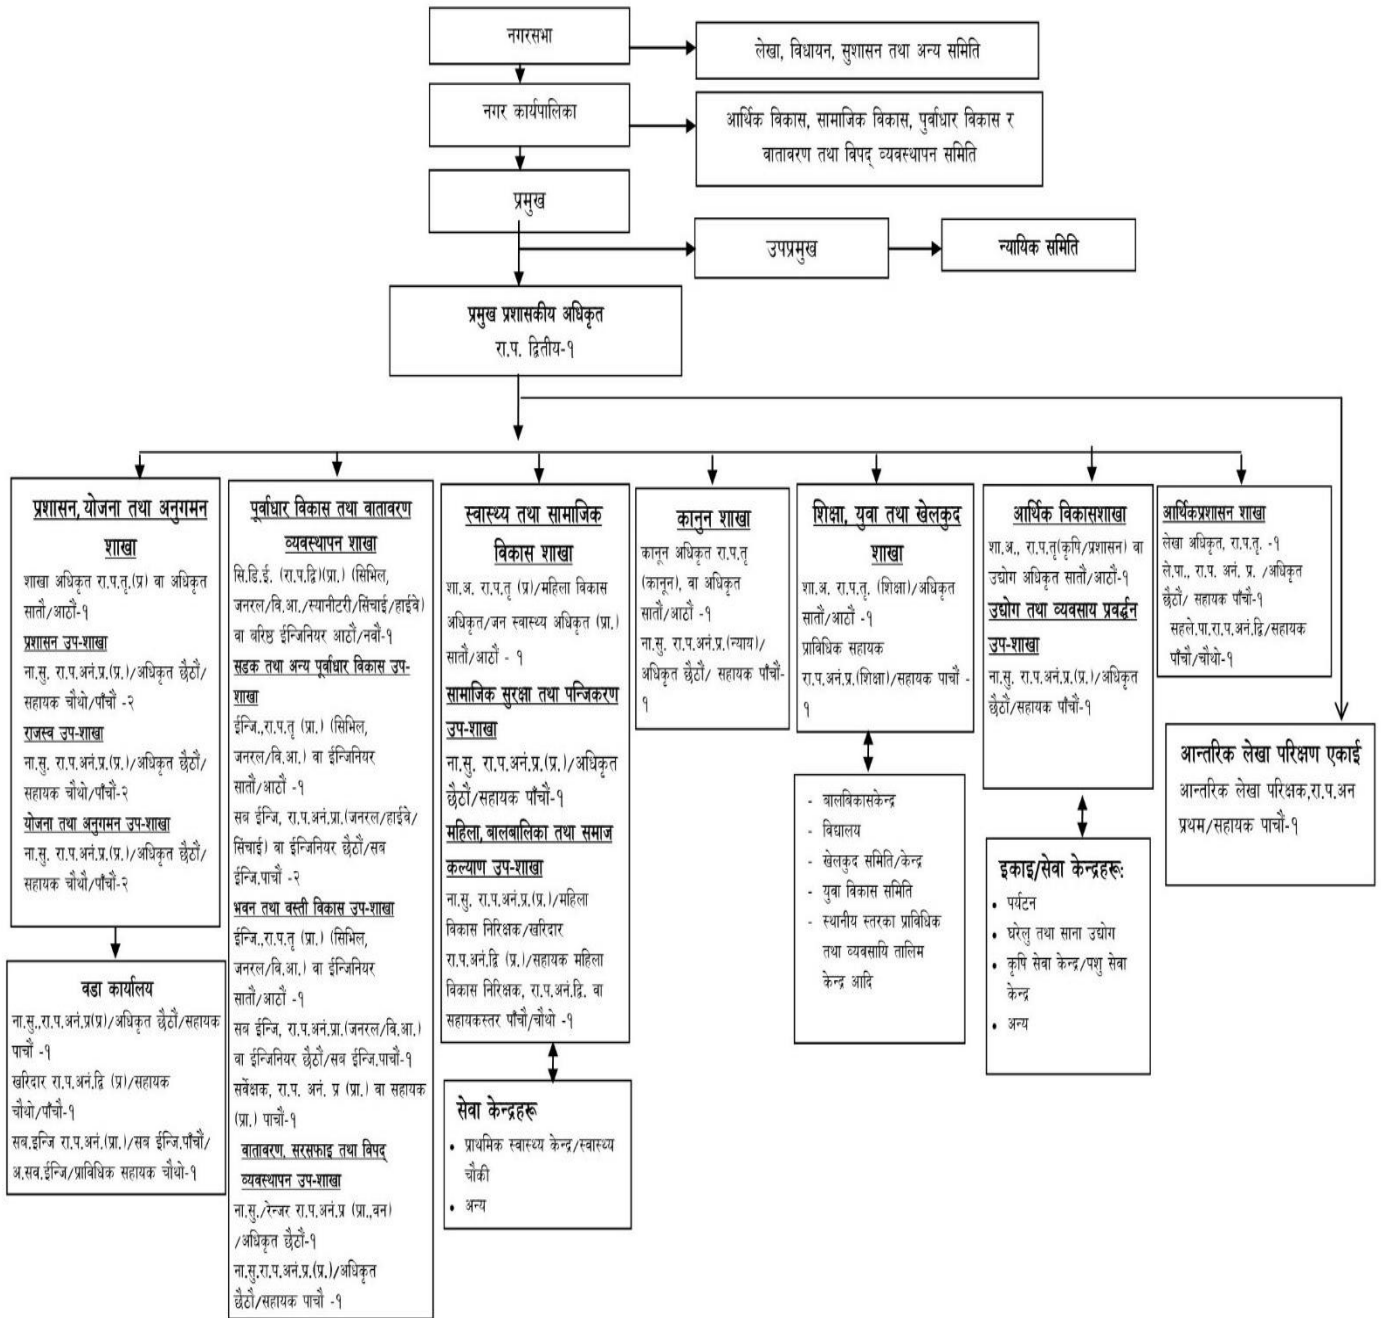 नगरसभा
लेखा, विधायन, सुशासन तथा अन्य समिति
नगर कार्यपालिका
आर्थिक विकास, सामाजिक विकास, पुर्वाधार विकास र
वातावरण तथा विपद् व्यवस्थापन समिति
प्रमुख
उपप्रमुख
न्यायिक समिति
प्रमुख प्रशासकीय अधिकृत
रा.प. द्वितीय-१
प्रशासन, योजना तथा अनुगमन
शाखा
शाखा अधिकृत रा.प.तृ.(प्र) वा अधिकृत
सातौं/आठौं-१
प्रशासन उप-शाखा
ना.सु. रा.प.अनं.प्र.(प्र.)/अधिकृत छैठौं/
सहायक चौथो/पाँचौं -२
राजस्व उप-शाखा
ना.सु. रा.प.अनं.प्र.(प्र.)/अधिकृत छैठौं/
सहायक चौथो/पाँचौं-२
योजना तथा अनुगमन उप-शाखा
ना.सु. रा.प.अनं.प्र.(प्र.)/अधिकृत छैठौं/
सहायक चौथौ/पाँचौं-२
वडा कार्यालय
ना.सु.,रा.प.अनं.प्र(प्र)/अधिकृत छैठौं/सहायक
पाचौं -१
खरिदार रा.प.अनं.द्वि (प्र)/सहायक
चौथो/पाँचौ-१
सब.इन्जि रा.प.अनं.(प्रा.)/सब ईन्जि.पाँचौं/
अ.सव.ईन्जि/प्राविधिक सहायक चौथो-१
पूर्वाधार विकास तथा वातावरण
व्यवस्थापन शाखा
सि.डि.ई. (रा.प.द्वि)(प्रा.) (सिभिल,
जनरल/वि.आ./स्यानीटरी/सिंचाई/हाईवे)
वा वरिष्ठ ईन्जिनियर आठौं/नवौं-१
सडक तथा अन्य पूर्वाधार विकास उप-
शाखा
ईन्जि.,रा.प.तृ (प्रा.) (सिभिल,
जनरल/वि.आ.) वा ईन्जिनियर
सातौं/आठौं -१
सब ईन्जि, रा.प.अनं.प्रा.(जनरल/हाईवे/
सिंचाई) वा ईन्जिनियर छैठौं/सब
ईन्जि.पाचौं -२
भवन तथा वस्ती विकास उप-शाखा
ईन्जि.,रा.प.तृ (प्रा.) (सिभिल,
जनरल/वि.आ.) वा ईन्जिनियर
सातौं/आठौं -१
सब ईन्जि, रा.प.अनं.प्रा.(जनरल/वि.आ.)
वा ईन्जिनियर छैठौं/सब ईन्जि.पाचौं-१
सर्वेक्षक, रा.प. अनं. प्र (प्रा.) वा सहायक
(प्रा.) पाचौं-१
वातावरण, सरसफाइ तथा विपद्
व्यवस्थापन उप-शाखा
ना.सु./रेन्जर रा.प.अनं.प्र (प्रा.,वन)
/अधिकृत छैठौं-१
ना.सु.रा.प.अनं.प्र.(प्र.)/अधिकृत
छैठौं/सहायक पाचौं -१
स्वास्थ्य तथा सामाजिक
विकास शाखा
शा.अ. रा.प.तृ (प्र)/महिला विकास
अधिकृत/जन स्वास्थ्य अधिकृत (प्रा.)
सातौं/आठौं - १
सामाजिक सुरक्षा तथा पन्जिकरण
उप-शाखा
ना.सु. रा.प.अनं.प्र.(प्र.)/अधिकृत
छैठौं/सहायक पाँचौं-१
महिला, बालबालिका तथा समाज
कल्याण उप-शाखा
ना.सु. रा.प.अनं.प्र.(प्र.)/महिला
विकास निरिक्षक/खरिदार
रा.प.अनं.द्वि (प्र.)/सहायक महिला
विकास निरिक्षक, रा.प.अनं.द्वि. वा
सहायकस्तर पाँचौ/चौथो -१
सेवा केन्द्रहरू
• प्राथमिक स्वास्थ्य केन्द्र/स्वास्थ्य
चौकी
• अन्य
कानुन शाखा
कानून अधिकृत रा.प.तृ
(कानून), वा अधिकृत
सातौं/आठौं -१
ना.सु. रा.प.अनं.प्र.(न्याय)/
अधिकृत छैठौं/ सहायक पाँचौं-
१
शिक्षा, युवा तथा खेलकुद
शाखा
शा.अ. रा.प.तृ. (शिक्षा)/अधिकृत
सातौं/आठौं -१
प्राविधिक सहायक
रा.प.अनं.प्र.(शिक्षा)/सहायक पाचौं -
१
- बालबिकासकेन्द्र
- विद्यालय
- खेलकुद समिति/केन्द्र
- युवा विकास समिति
- स्थानीय स्तरका प्राविधिक
तथा व्यवसायि तालिम
केन्द्र आदि
आर्थिक विकासशाखा
शा.अ., रा.प.तृ(कृषि/प्रशासन) वा
उद्योग अधिकृत सातौं/आठौं-१
उद्योग तथा व्यवसाय प्रवर्द्धन
उप-शाखा
ना.सु. रा.प.अनं.प्र.(प्र.)/अधिकृत
छैठौं/सहायक पाँचौं-१
इकाइ/सेवा केन्द्रहरू:
• पर्यटन
• घरेलु तथा साना उद्योग
• कृषि सेवा केन्द्र/पशु सेवा
केन्द्र
• अन्य
आर्थिकप्रशासन शाखा
लेखा अधिकृत, रा.प.तृ. -१
ले.पा., रा.प. अनं. प्र. /अधिकृत
छैठौं/ सहायक पाँचौ-१
सहले.पा.रा.प.अनं.द्वि/सहायक
पाँचौ/चौथो-१
आन्तरिक लेखा परिक्षण एकाई
आन्तरिक लेखा परिक्षक,रा.प.अन
प्रथम/सहायक पाचौं-१